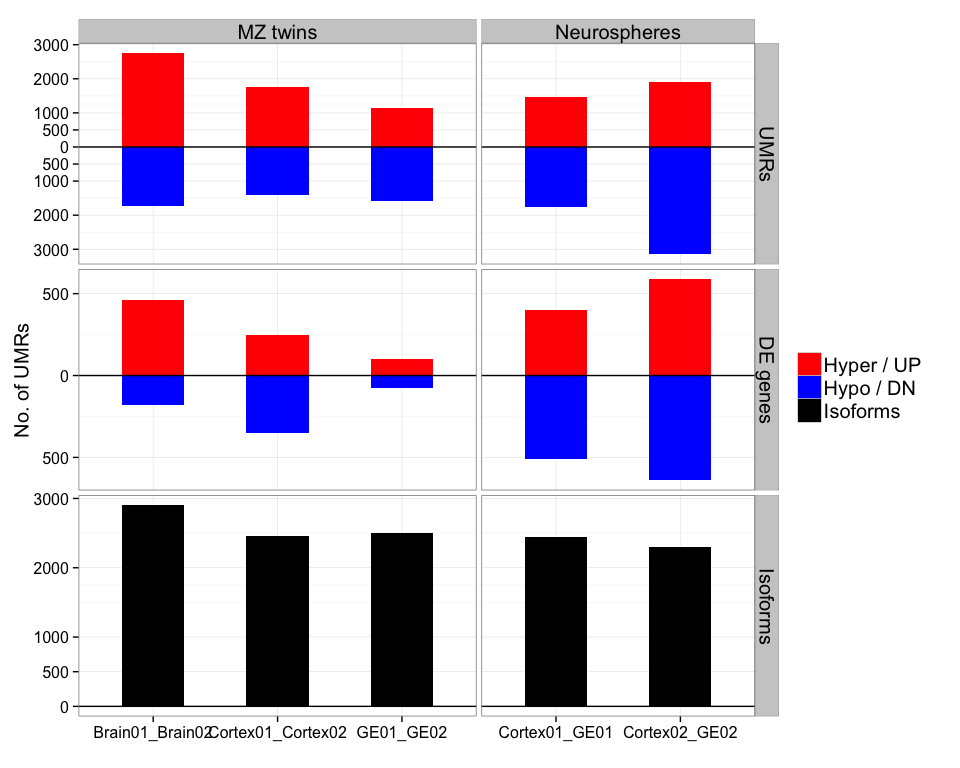 MZ twins
Neurospheres
3000
2000
1000
500
0
500
1000
2000
3000
UMRs
500
0
500
DE genes
3000
2000
1000
500
0
Isoforms
No. of UMRs
Brain01_Brain02
Cortex01_Cortex02
GE01_GE02
Cortex01_GE01
Cortex02_GE02
Hyper / UP
Hypo / DN
Isoforms